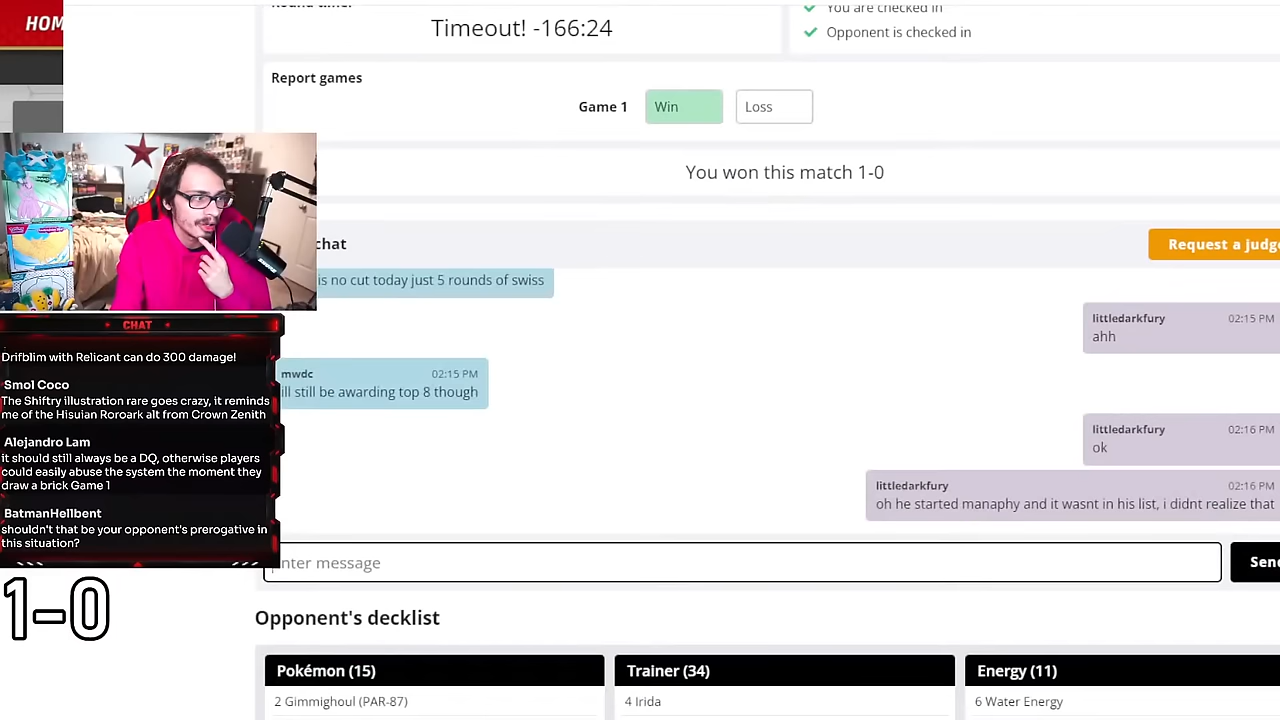 HOM
Timeout! -166:24
You are checked in
Opponent is checked in
Report games
Game 1
Win
Loss
You won this match 1-0
chat
Request a judge
is no cut today just 5 rounds of swiss
littledarkfury 02:15 PM
ahh
mwdc 02:15 PM
ill still be awarding top 8 though
littledarkfury 02:16 PM
ok
littledarkfury 02:16 PM
oh he started manaphy and it wasnt in his list, i didnt realize that
CHAT
Drifblim with Relicant can do 300 damage!
Smol Coco
The Shiftry illustration rare goes crazy, it reminds
me of the Hisuian Roroark alt from Crown Zenith
Alejandro Lam
it should still always be a DQ, otherwise players
could easily abuse the system the moment they
draw a brick Game 1
BatmanHellbent
shouldn't that be your opponent's prerogative in
this situation?
1-0
nter message
Sen
Opponent's decklist
Pokémon (15)
2 Gimmighoul (PAR-87)
Trainer (34)
4 Irida
Energy (11)
6 Water Energy